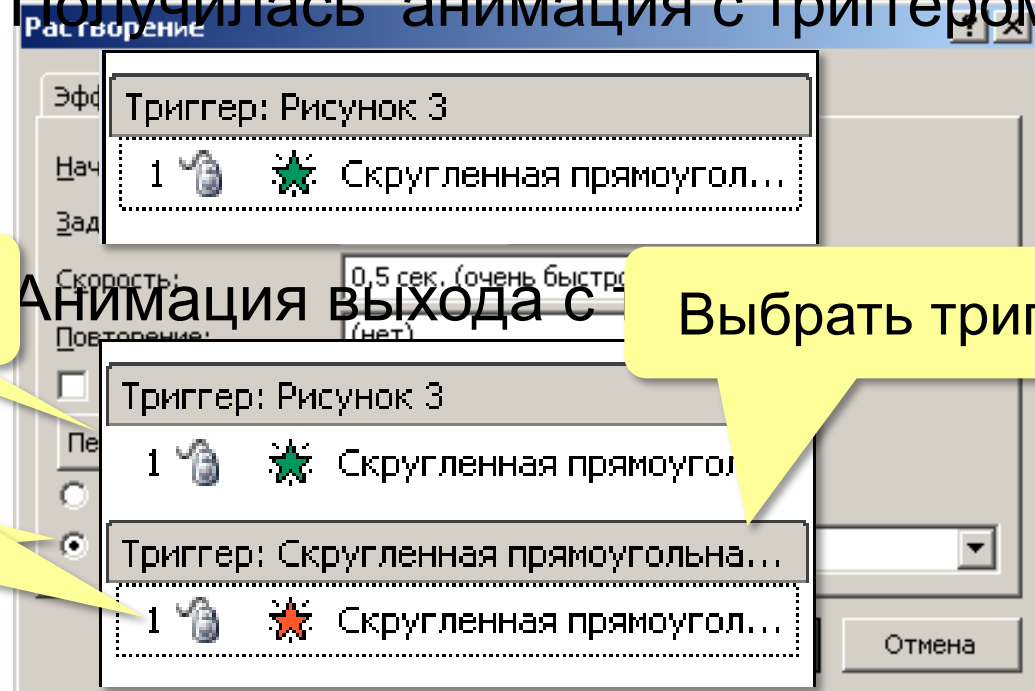 Получилась анимация с триггером
Растворение
Эфф
Триггер: Рисунок 3
Нач
1 Скругленная прямоугол...
Зад
Скорость:
0,5 сек. (очень быстро
Анимация выхода с
Выбрать триг
Повторение:
(нет)
Триггер: Рисунок 3
Пе
1 Скругленная прямоугол
Триггер: Скругленная прямоугольна...
1 Скругленная прямоугол...
Отмена